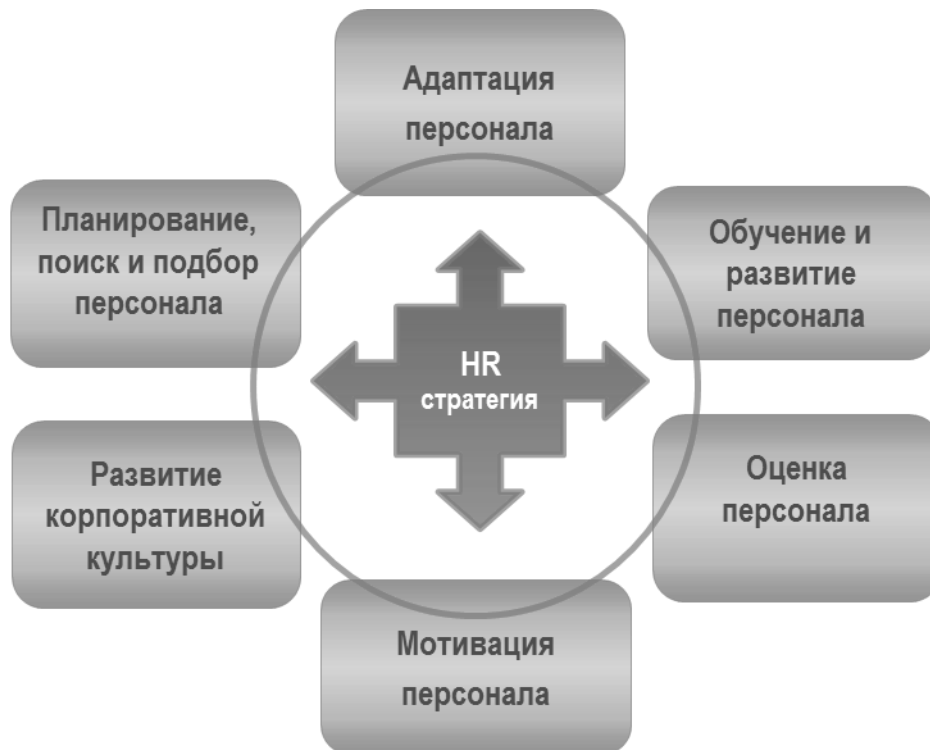 Адаптация
персонала
Планирование,
поиск и подбор
персонала
Обучение и
развитие
персонала
HR
стратегия
Развитие
корпоративной
культуры
Оценка
персонала
Мотивация
персонала